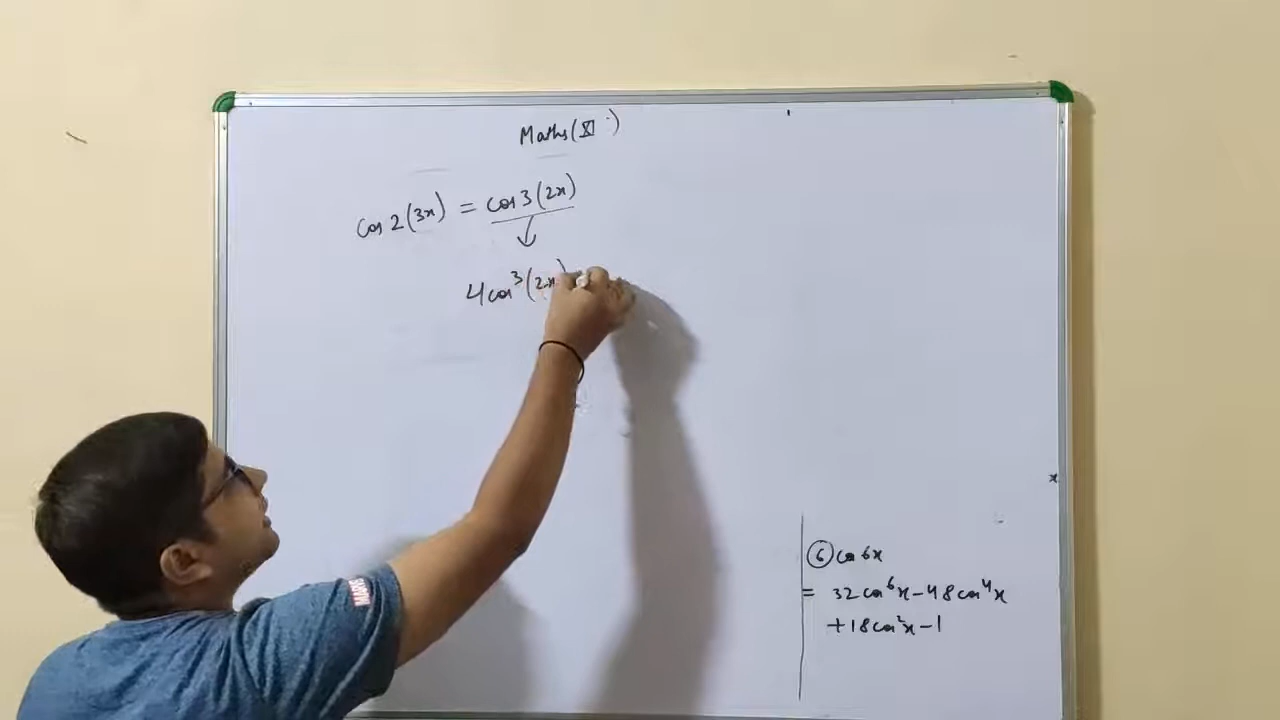 Maths (XI)
cos 2(3x) = cos 3(2x)
↓
4 cos³(2x)
⑥ cos 6x
= 32 cos⁶x - 48 cos⁴x
+ 18 cos²x - 1